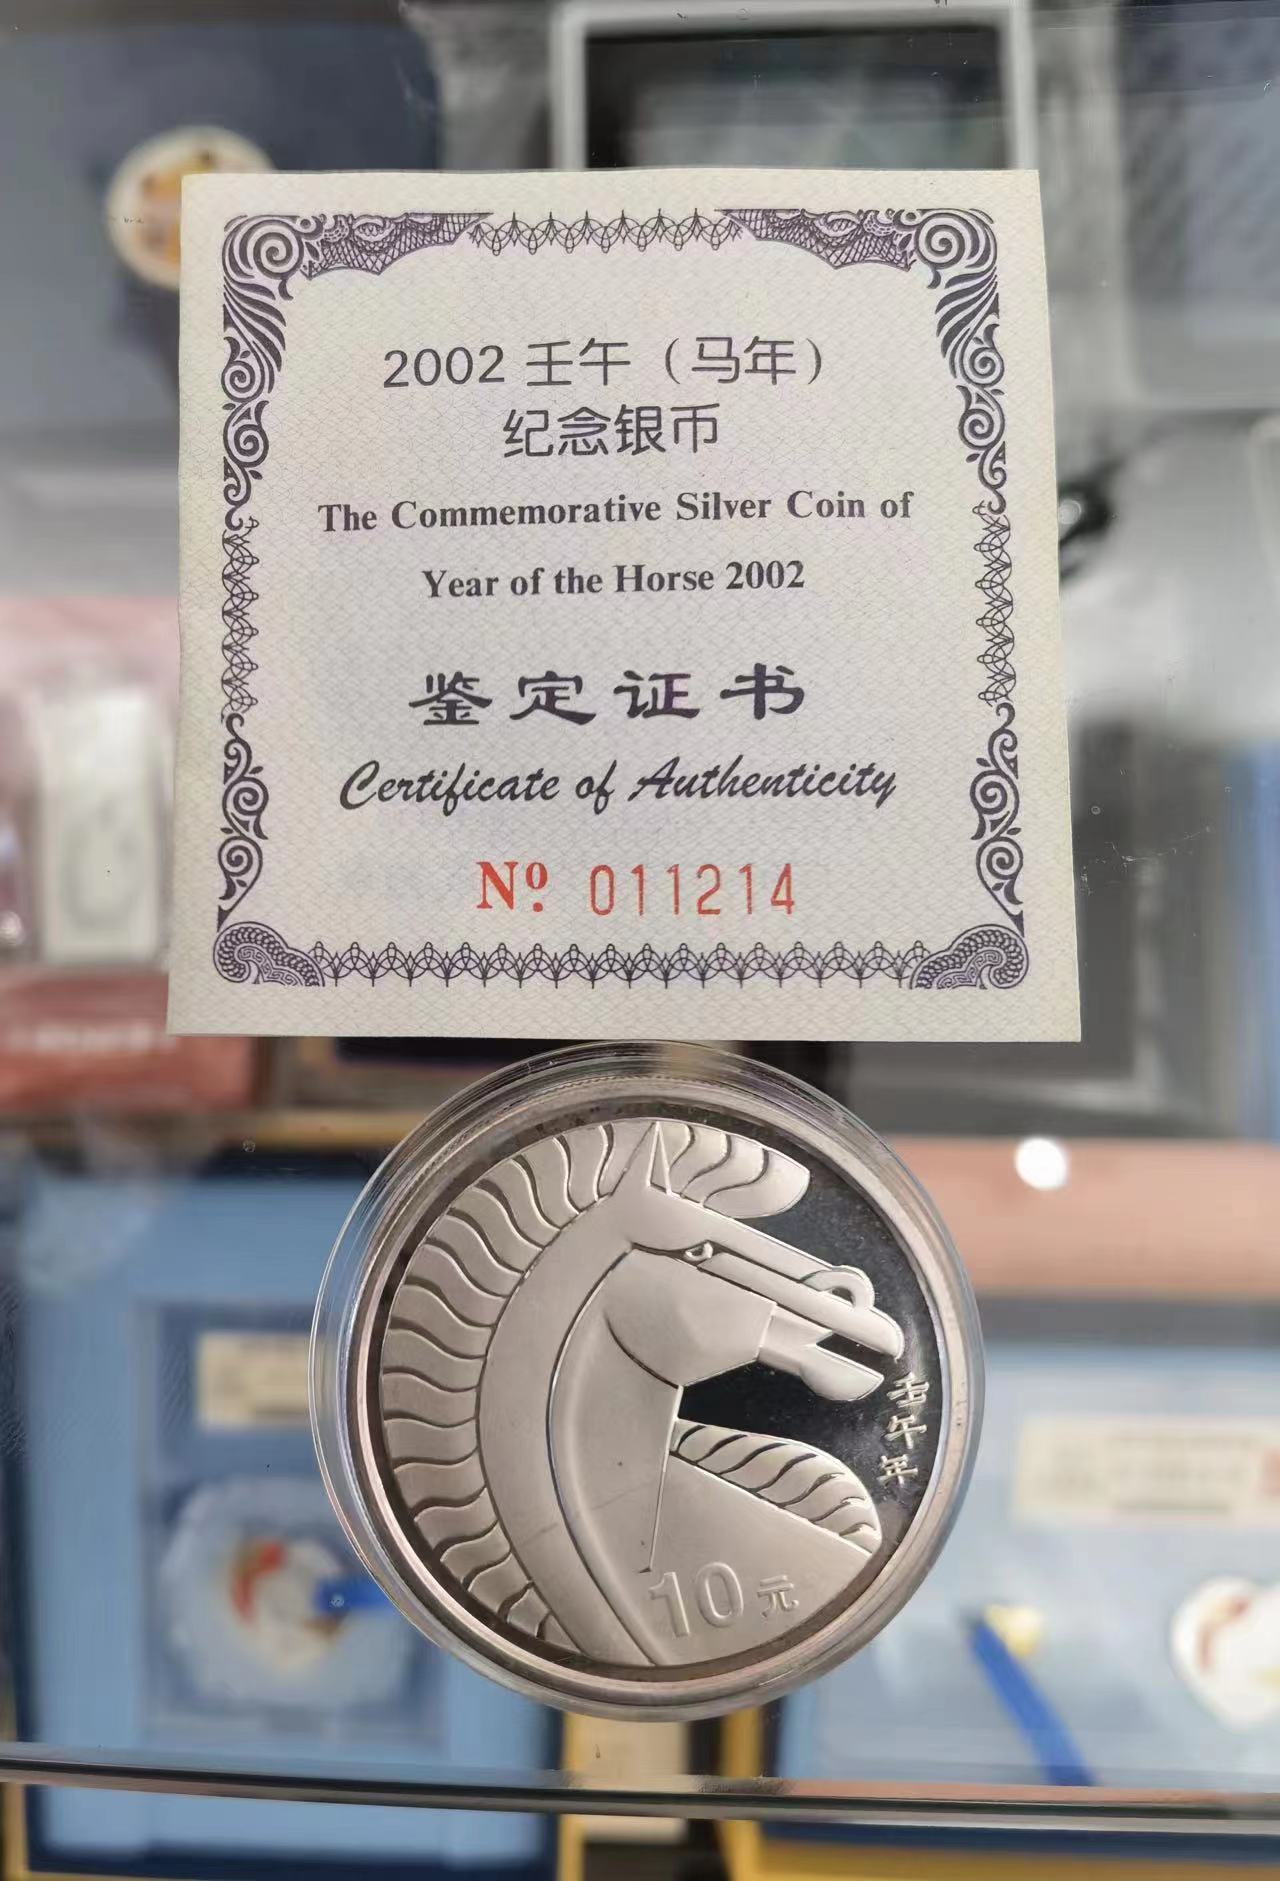 2002 壬午（马年）
纪念银币
The Commemorative Silver Coin of
Year of the Horse 2002
鉴定证书
Certificate of Authenticity
Nº. 011214
壬午年
10元